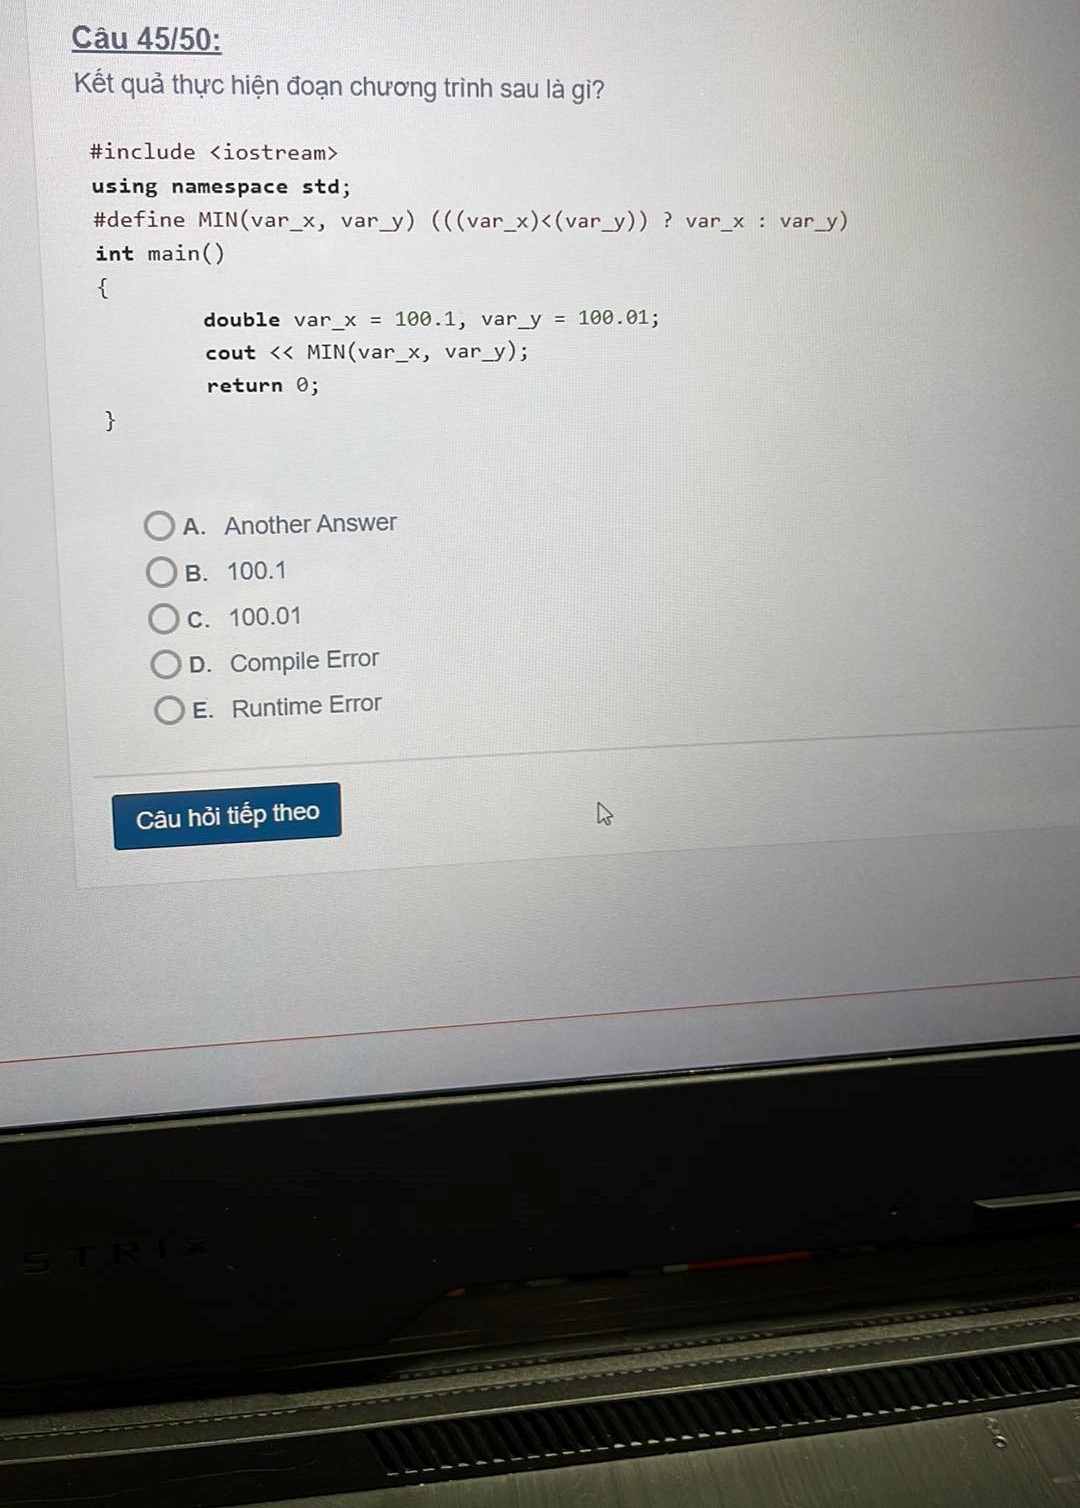 Câu 45/50:
Kết quả thực hiện đoạn chương trình sau là gì?
#include <iostream>
using namespace std;
#define MIN(var_x, var_y) (((var_x)<(var_y)) ? var_x : var_y)
int main()
{
double var_x = 100.1, var_y = 100.01;
cout << MIN(var_x, var_y);
return 0;
}
A. Another Answer
B. 100.1
C. 100.01
D. Compile Error
E. Runtime Error
Câu hỏi tiếp theo
STRIX